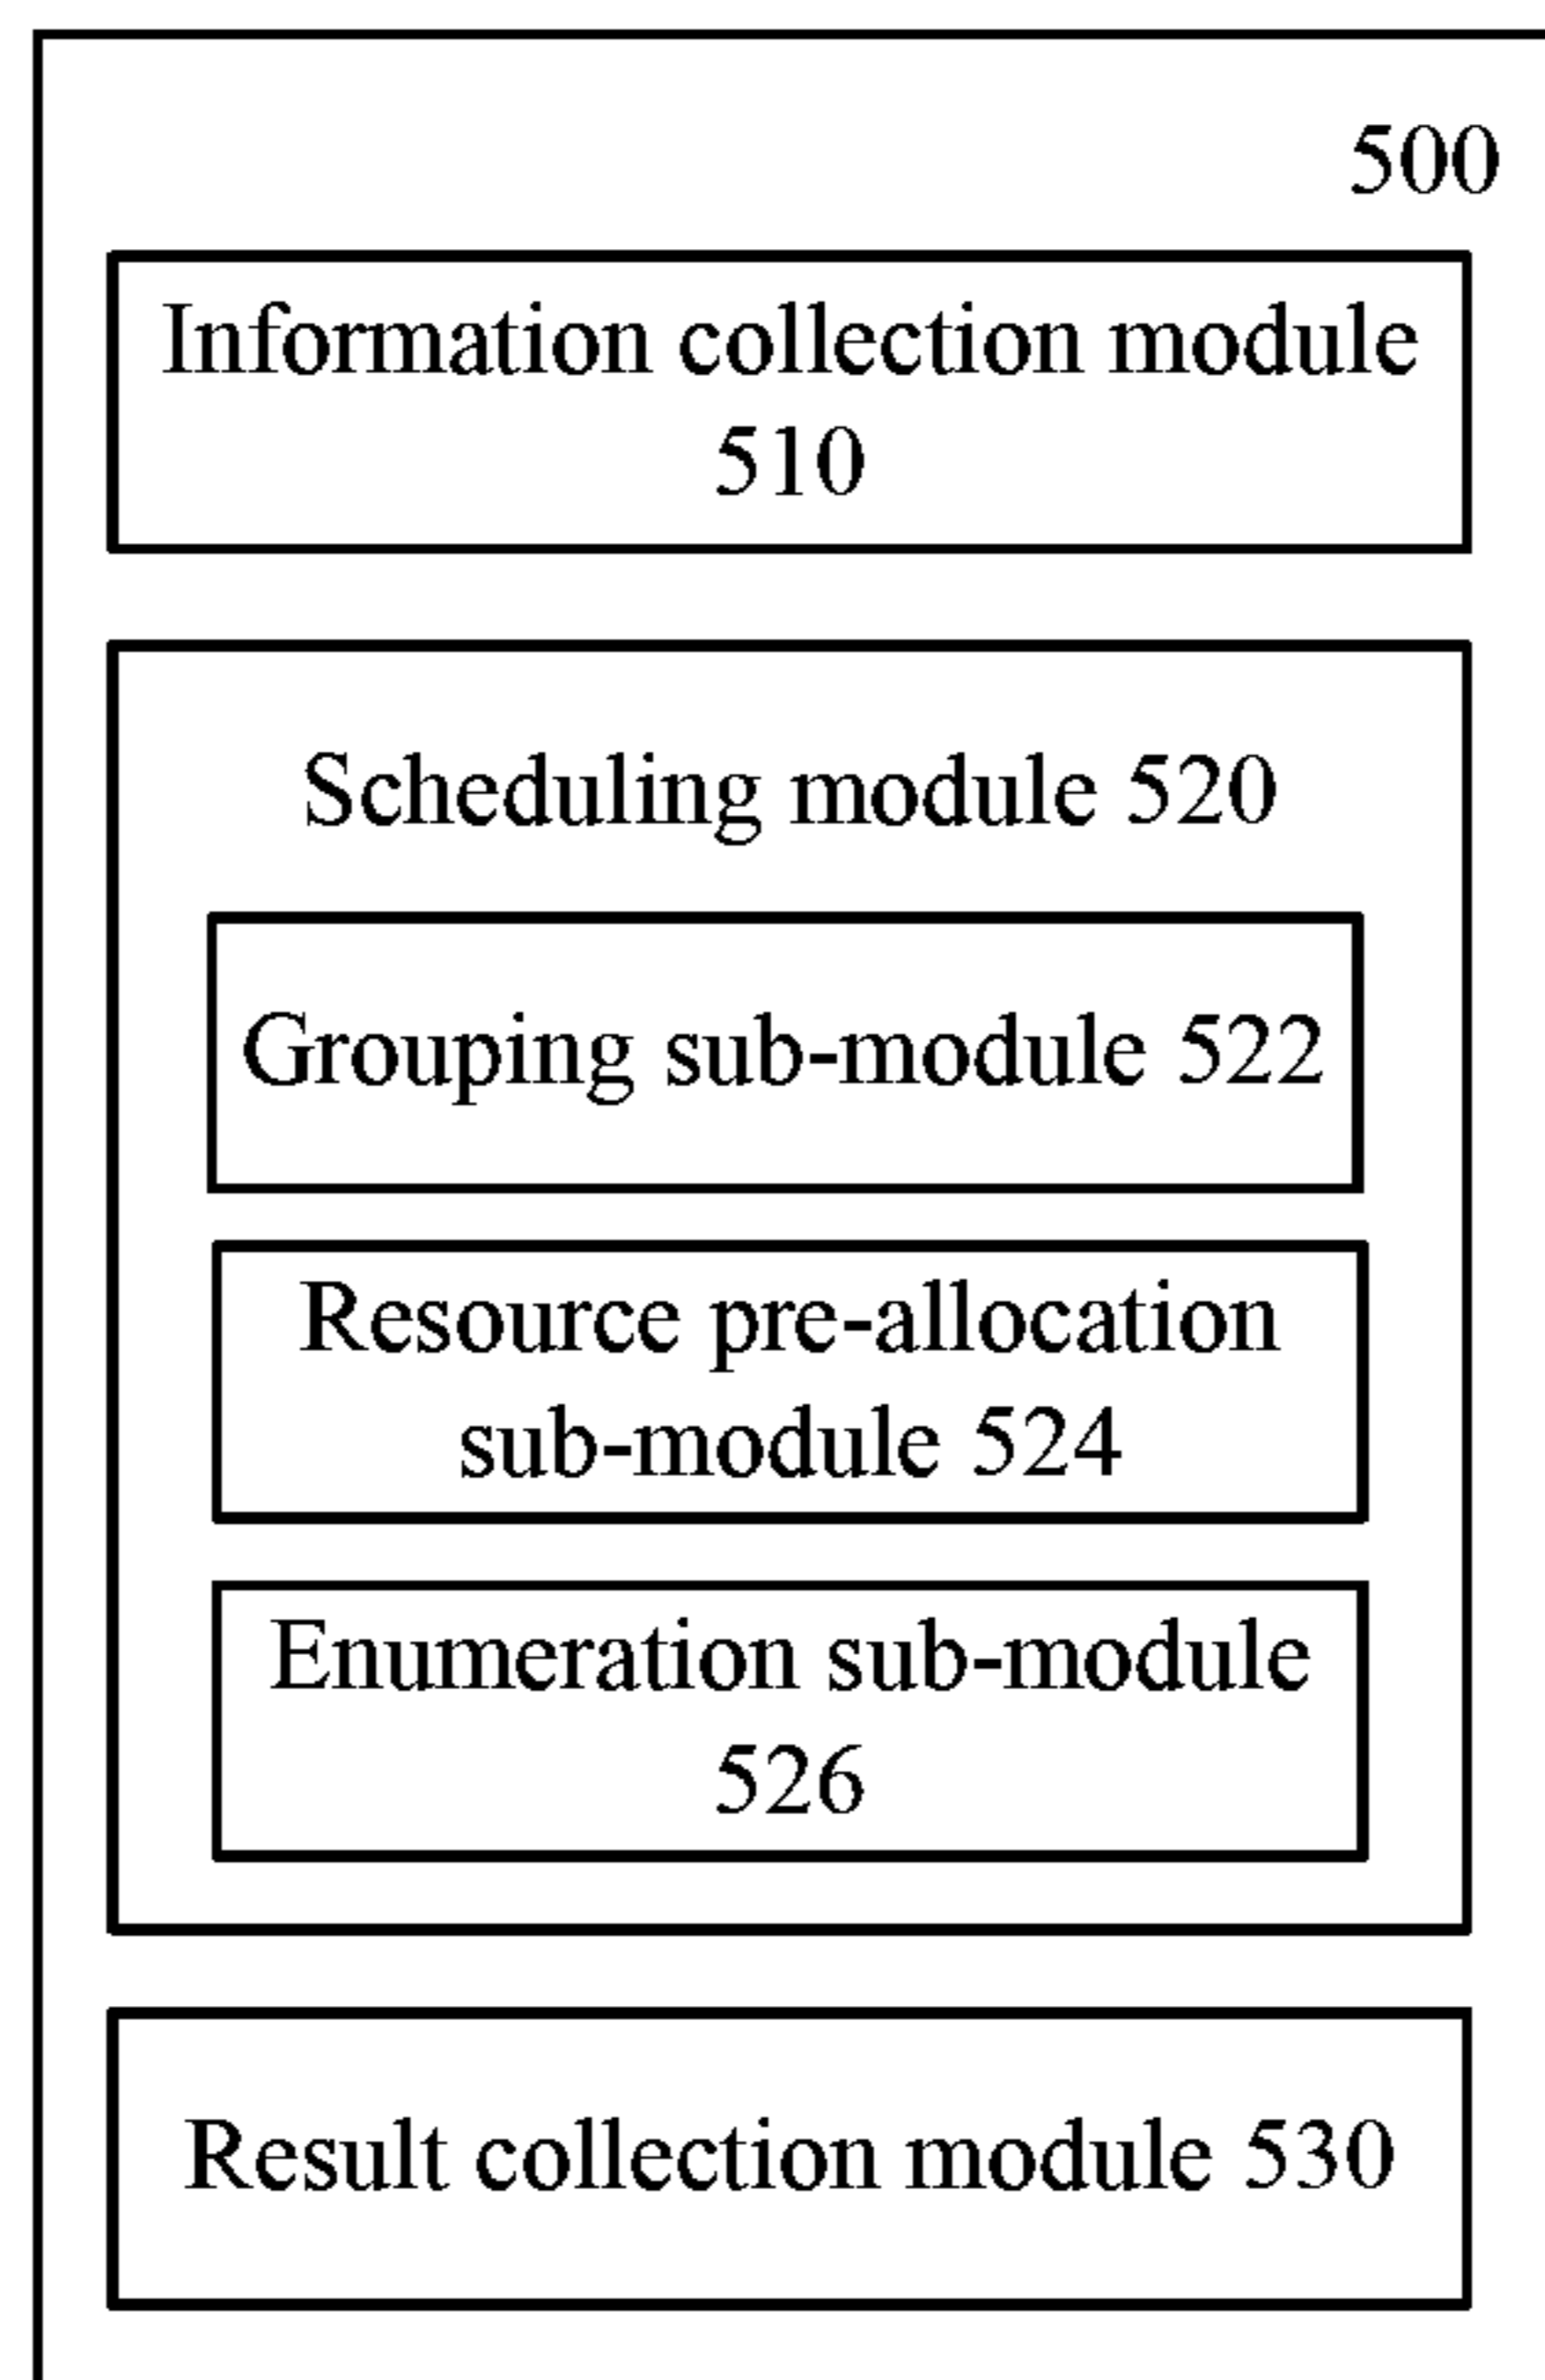 500
Information collection module
510
Scheduling module 520
Grouping sub-module 522
Resource pre-allocation
sub-module 524
Enumeration sub-module
526
Result collection module 530